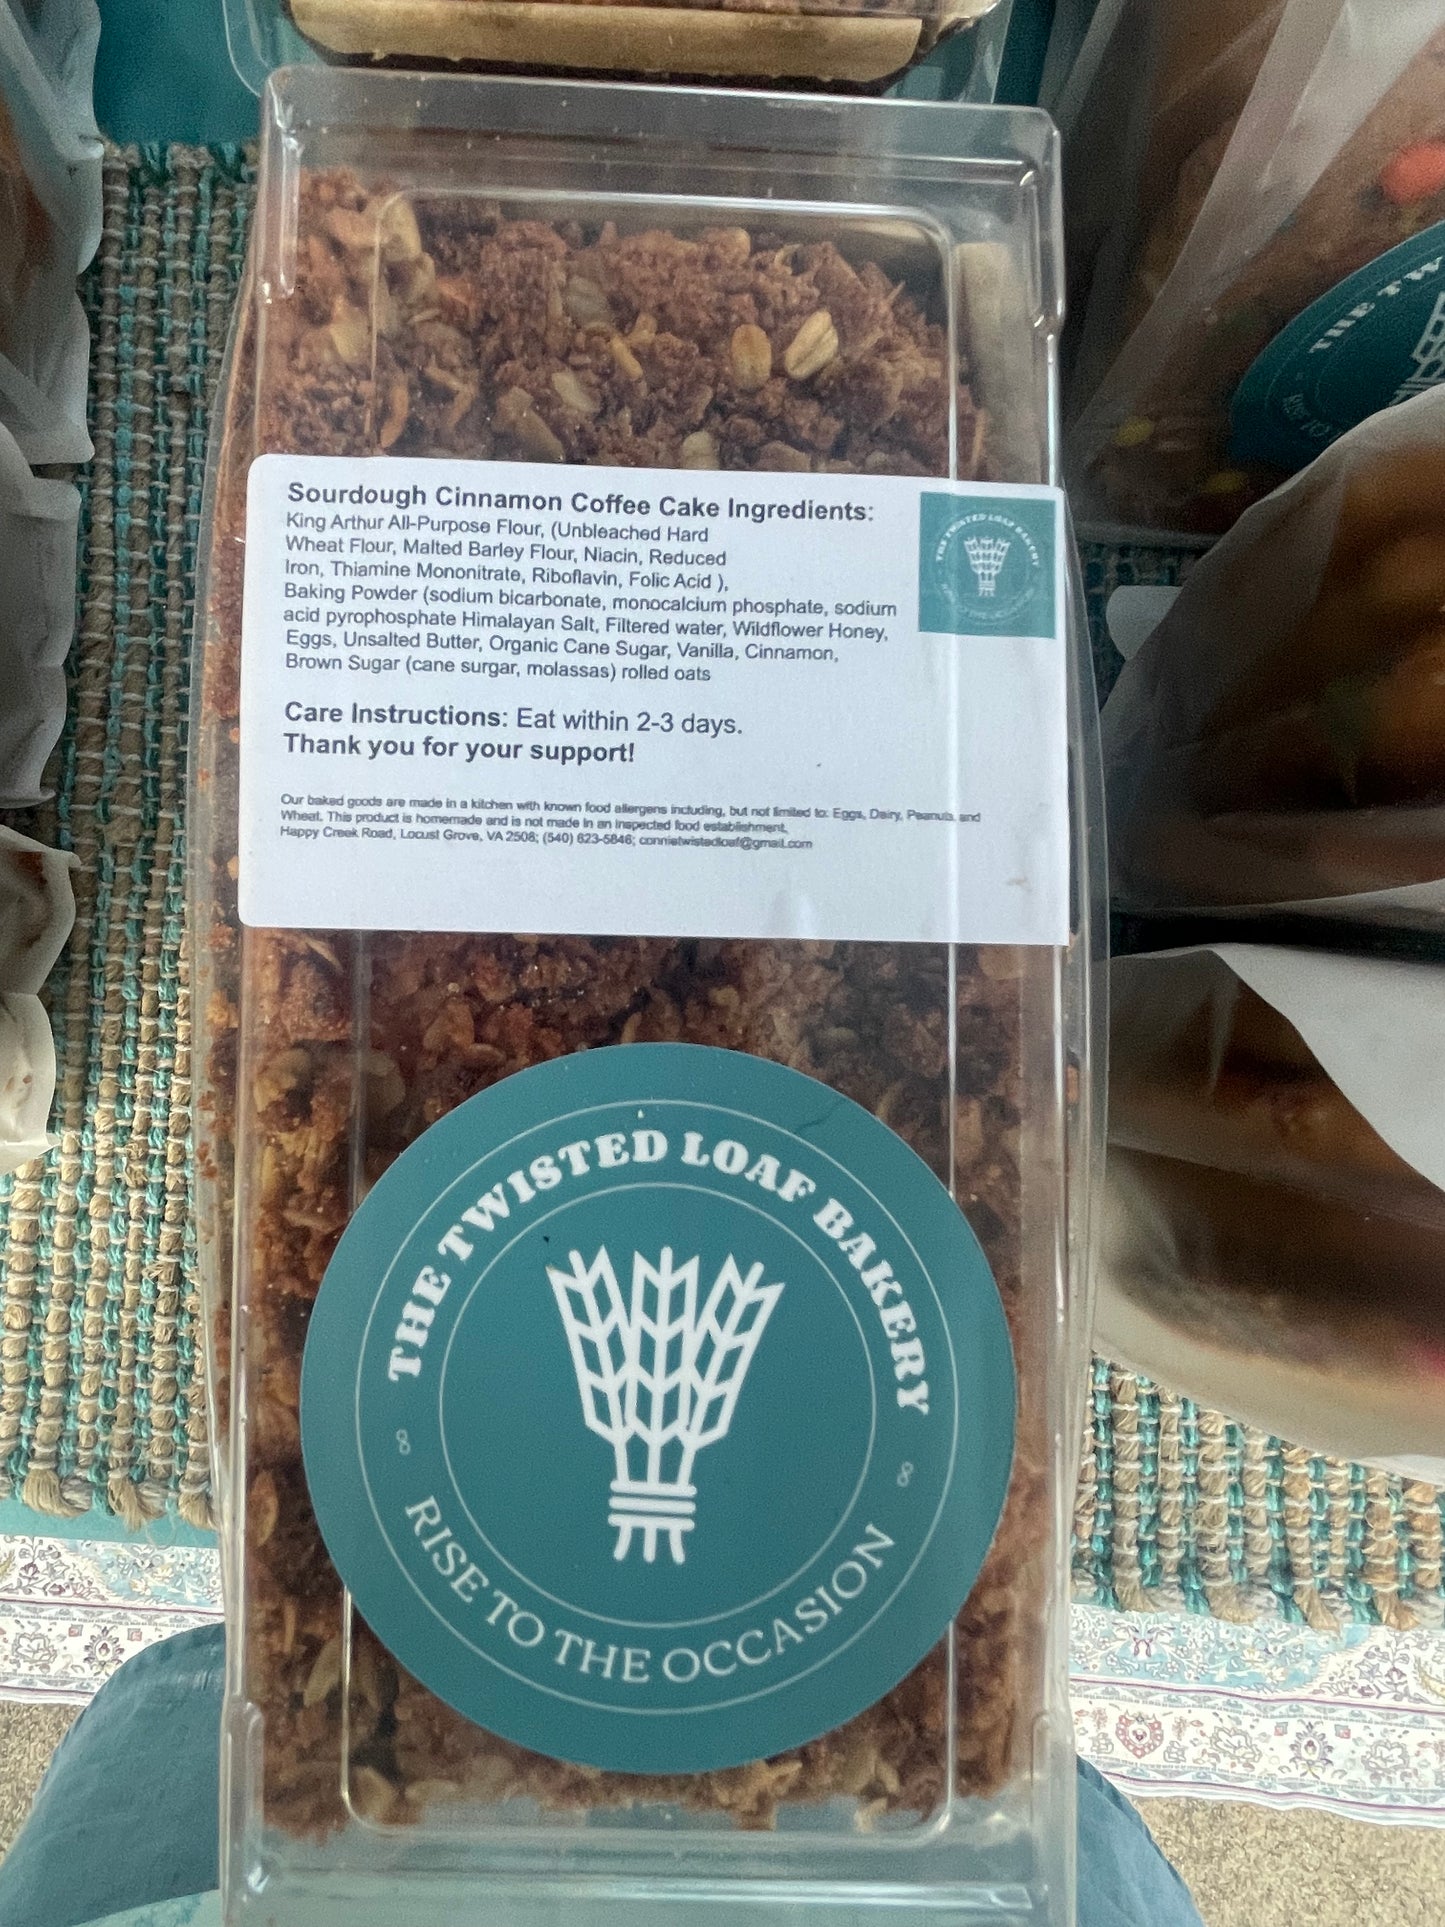 Sourdough Cinnamon Coffee Cake Ingredients:
King Arthur All-Purpose Flour, (Unbleached Hard
Wheat Flour, Malted Barley Flour, Niacin, Reduced
Iron, Thiamine Mononitrate, Riboflavin, Folic Acid ),
Baking Powder (sodium bicarbonate, monocalcium phosphate, sodium
acid pyrophosphate Himalayan Salt, Filtered water, Wildflower Honey,
Eggs, Unsalted Butter, Organic Cane Sugar, Vanilla, Cinnamon,
Brown Sugar (cane surgar, molassas) rolled oats
Care Instructions: Eat within 2-3 days.
Thank you for your support!
Our baked goods are made in a kitchen with known food allergens including, but not limited to: Eggs, Dairy, Peanuts, and
Wheat. This product is homemade and is not made in an inspected food establishment,
Happy Creek Road, Locust Grove, VA 2508; (540) 623-5846; connietwistedloaf@gmail.com
THE TWISTED LOAF BAKERY
THE TWISTED LOAF BAKERY
RISE TO THE OCCASION
THE TW